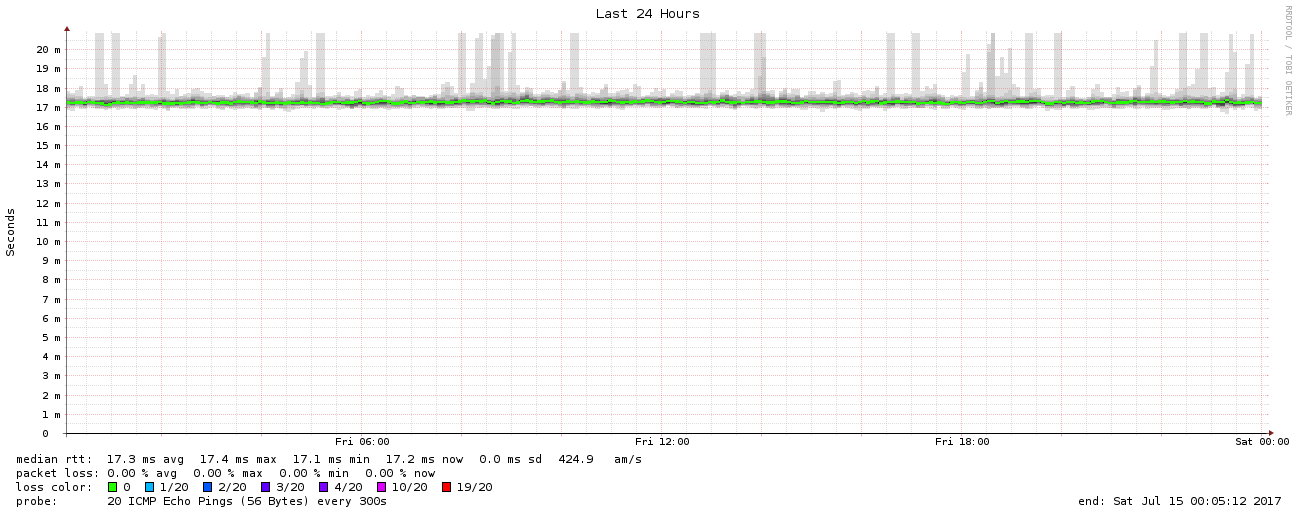 Last 24 Hours
RRDTOOL / TOBI OETIKER
Seconds
20 m
19 m
18 m
17 m
16 m
15 m
14 m
13 m
12 m
11 m
10 m
9 m
8 m
7 m
6 m
5 m
4 m
3 m
2 m
1 m
0
Fri 06:00 Fri 12:00 Fri 18:00 Sat 00:00
median rtt: 17.3 ms avg 17.4 ms max 17.1 ms min 17.2 ms now 0.0 ms sd 424.9 am/s
packet loss: 0.00 % avg 0.00 % max 0.00 % min 0.00 % now
loss color: 0 1/20 2/20 3/20 4/20 10/20 19/20
probe: 20 ICMP Echo Pings (56 Bytes) every 300s end: Sat Jul 15 00:05:12 2017